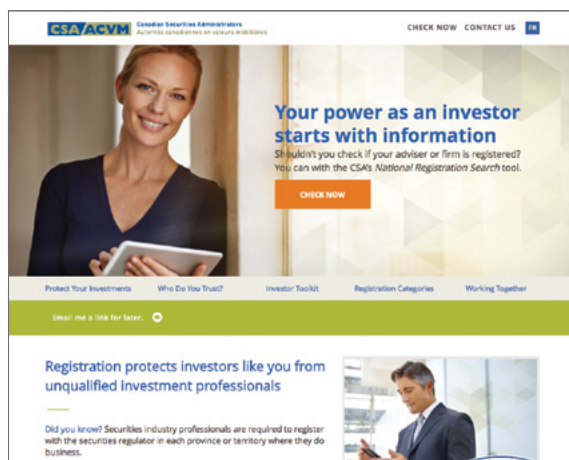 CSA/ACVM Canadian Securities Administrators
Autorités canadiennes en valeurs mobilières
CHECK NOW CONTACT US FR
Your power as an investor
starts with information
Shouldn't you check if your adviser or firm is registered?
You can with the CSA's National Registration Search tool.
CHECK NOW
Protect Your Investments Who Do You Trust? Investor Toolkit Registration Categories Working Together
Email me a link for later.
Registration protects investors like you from
unqualified investment professionals
Did you know? Securities industry professionals are required to register
with the securities regulator in each province or territory where they do
business.